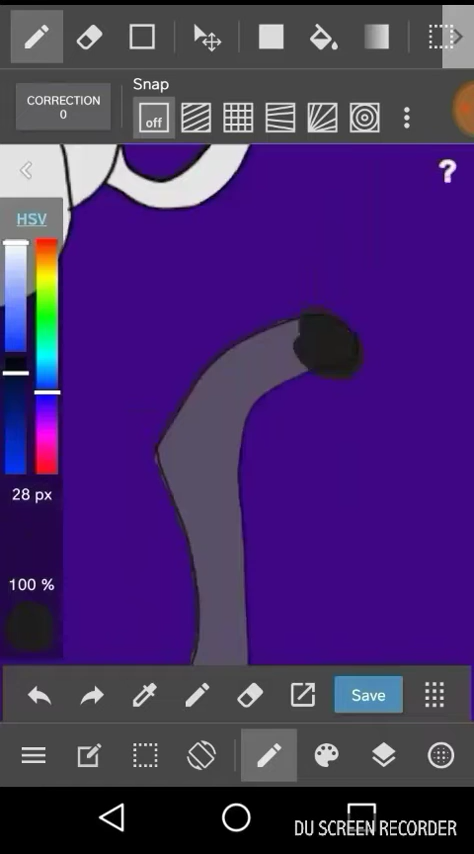 CORRECTION
0
Snap
off
?
HSV
28 px
100 %
Save
DU SCREEN RECORDER